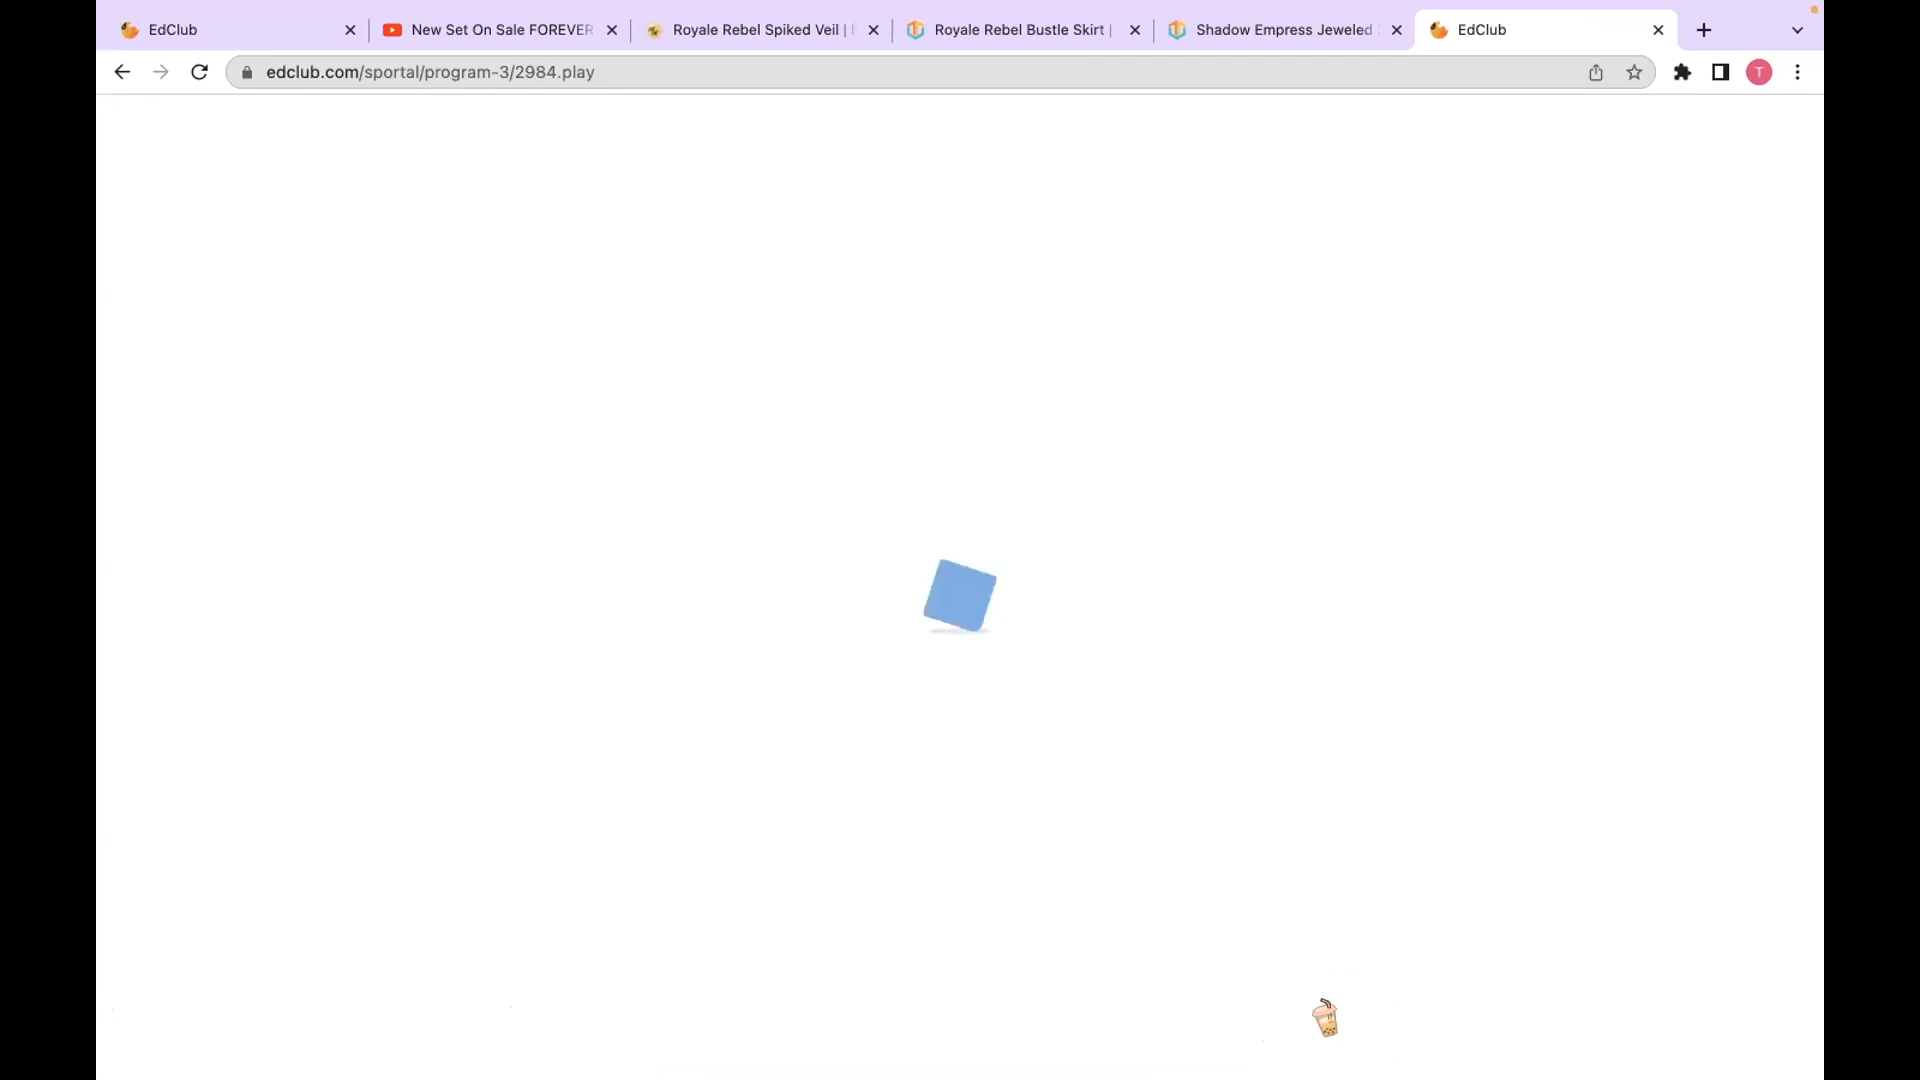 EdClub
New Set On Sale FOREVER
Royale Rebel Spiked Veil |
Royale Rebel Bustle Skirt |
Shadow Empress Jeweled
EdClub
edclub.com/sportal/program-3/2984.play
T